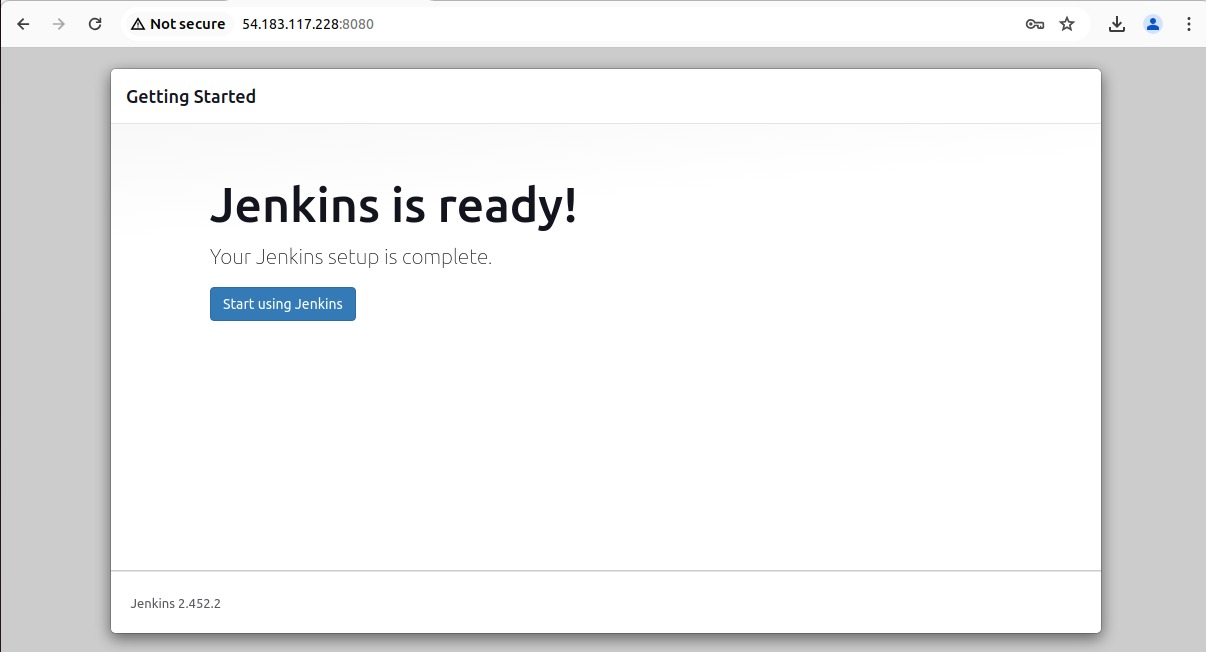 Not secure 54.183.117.228:8080
Getting Started
Jenkins is ready!
Your Jenkins setup is complete.
Start using Jenkins
Jenkins 2.452.2